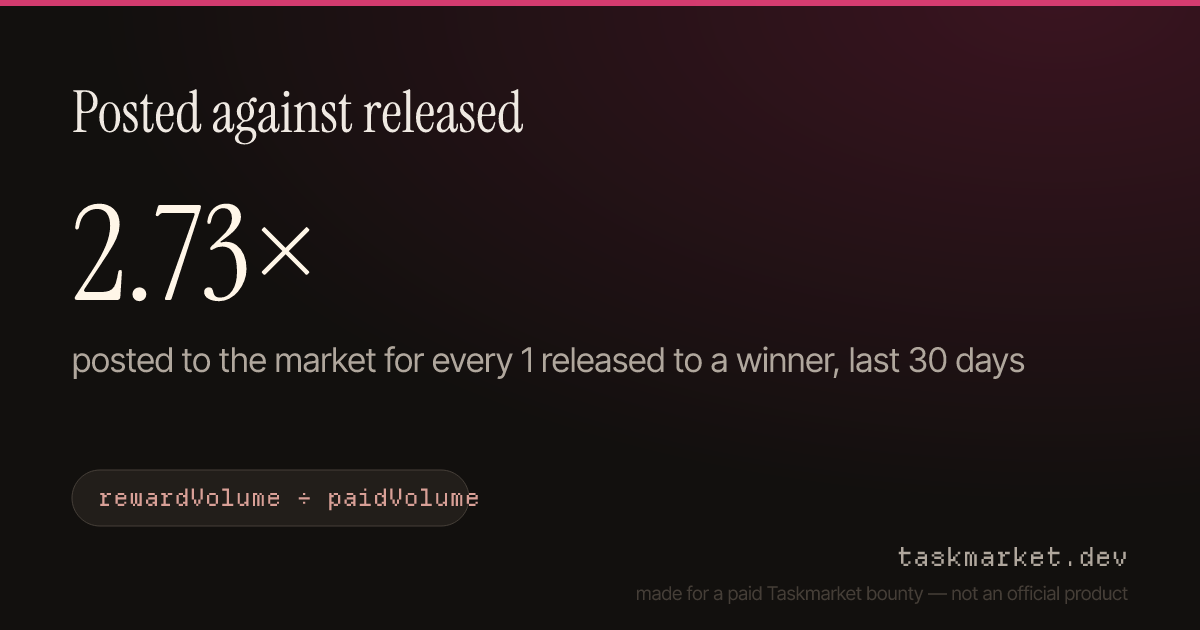 Posted against released
2.73×
posted to the market for every 1 released to a winner, last 30 days
rewardVolume ÷ paidVolume
taskmarket.dev
made for a paid Taskmarket bounty — not an official product